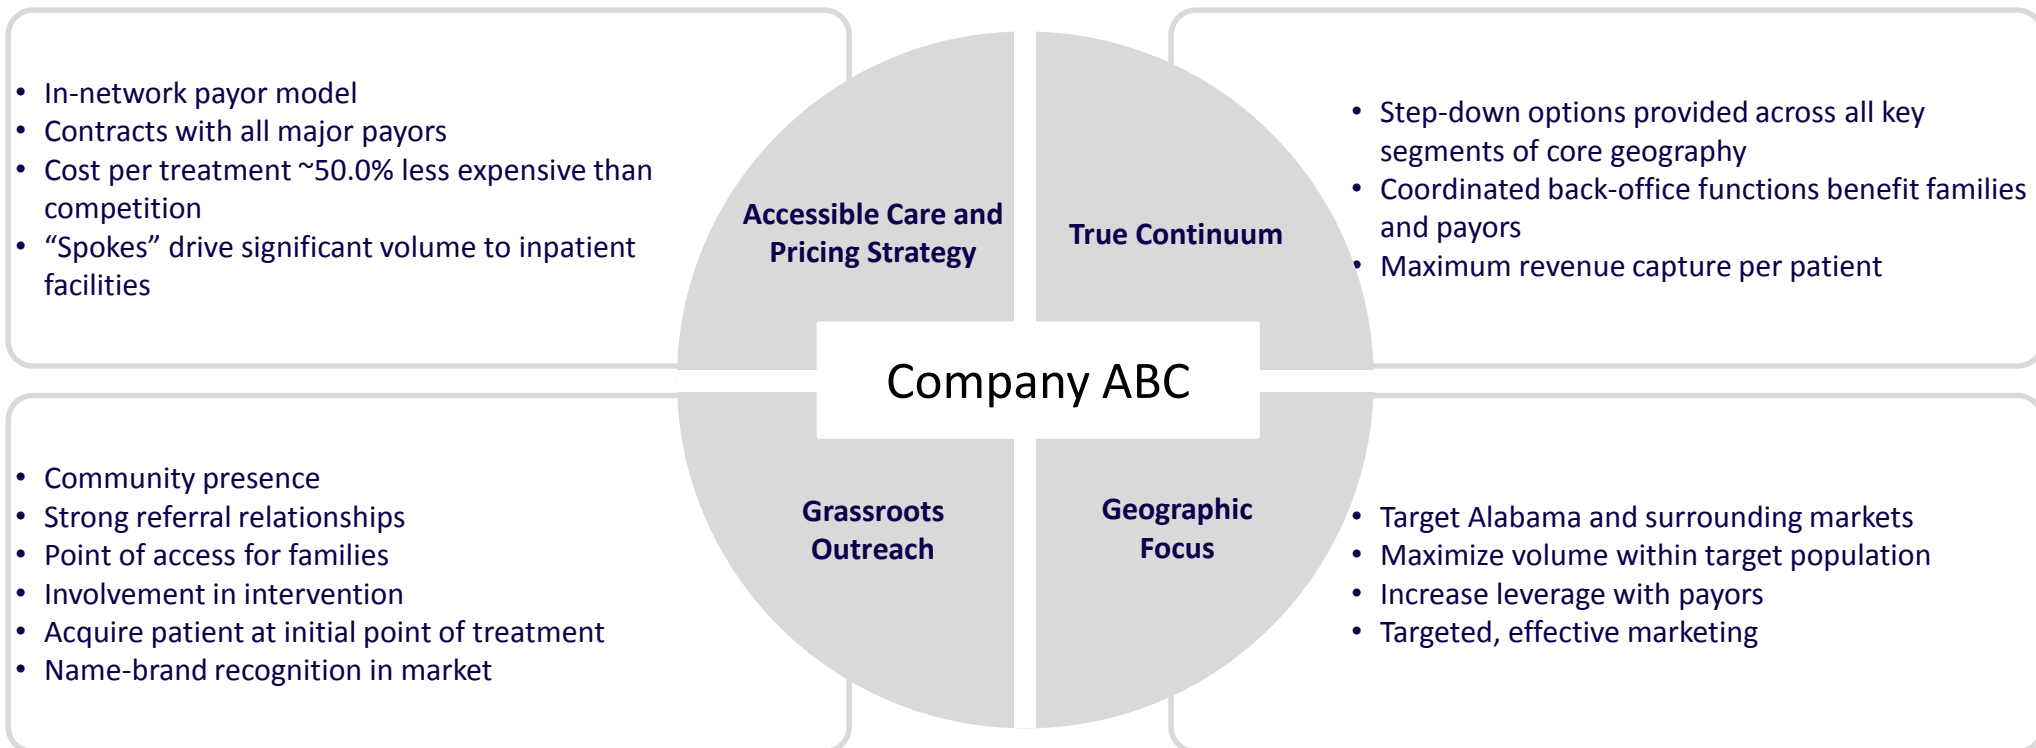 • In-network payor model
• Contracts with all major payors
• Cost per treatment ~50.0% less expensive than
competition
• “Spokes” drive significant volume to inpatient
facilities
Accessible Care and
Pricing Strategy
True Continuum
• Step-down options provided across all key
segments of core geography
• Coordinated back-office functions benefit families
and payors
• Maximum revenue capture per patient
Company ABC
• Community presence
• Strong referral relationships
• Point of access for families
• Involvement in intervention
• Acquire patient at initial point of treatment
• Name-brand recognition in market
Grassroots
Outreach
Geographic
Focus
• Target Alabama and surrounding markets
• Maximize volume within target population
• Increase leverage with payors
• Targeted, effective marketing